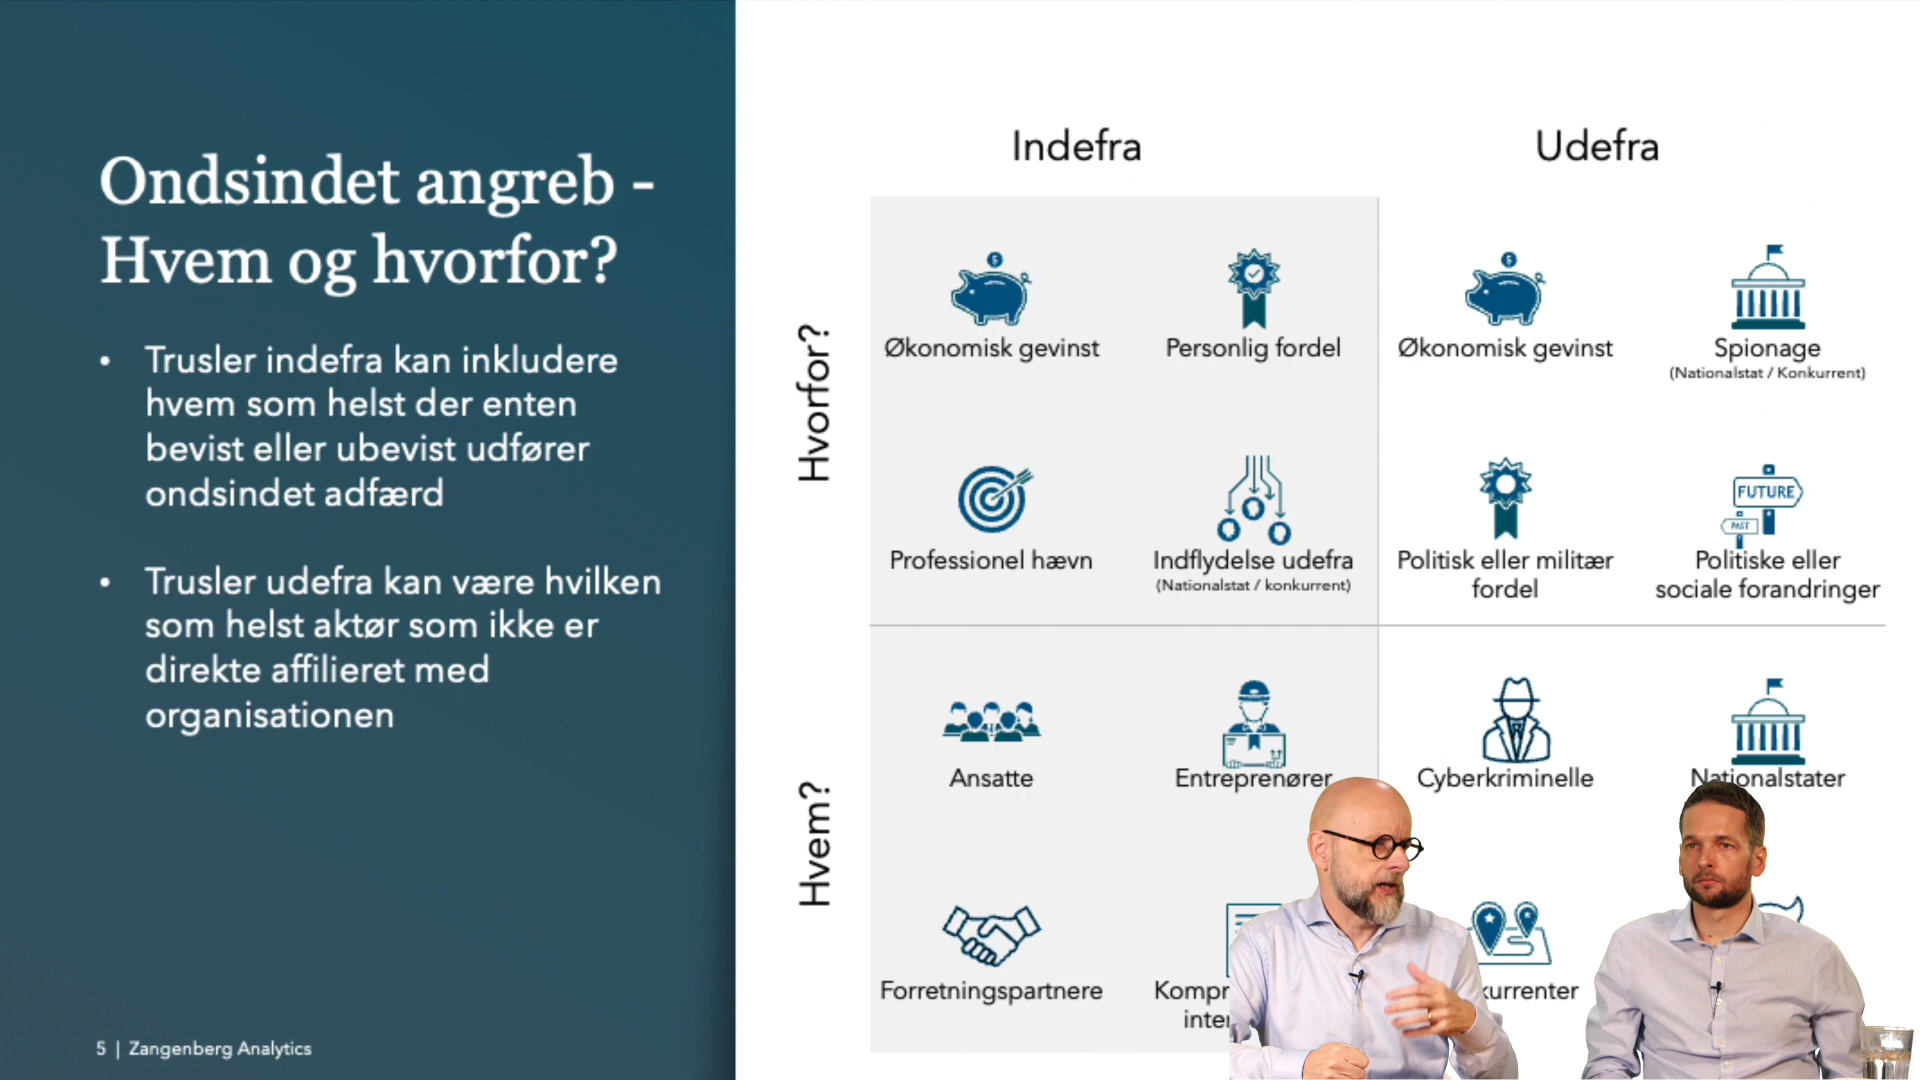 Ondsindet angreb -
Hvem og hvorfor?
• Trusler indefra kan inkludere
hvem som helst der enten
bevist eller ubevist udfører
ondsindet adfærd
• Trusler udefra kan være hvilken
som helst aktør som ikke er
direkte affilieret med
organisationen
5 | Zangenberg Analytics
Indefra
Udefra
Hvorfor?
Økonomisk gevinst
Personlig fordel
Økonomisk gevinst
Spionage
(Nationalstat / Konkurrent)
Professionel hævn
Indflydelse udefra
(Nationalstat / konkurrent)
Politisk eller militær
fordel
FUTURE
PAST
Politiske eller
sociale forandringer
Hvem?
Ansatte
Entreprenører
Cyberkriminelle
Nationalstater
Forretningspartnere